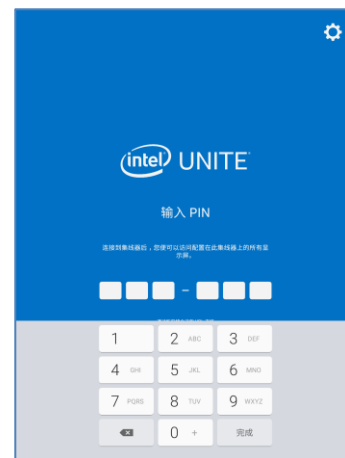 intel UNITE
输入 PIN
连接到集线器后，您便可以访问配置在此集线器上的所有显
示屏。
-
1
2 ABC
3 DEF
4 GHI
5 JKL
6 MNO
7 PQRS
8 TUV
9 WXYZ
0 +
完成